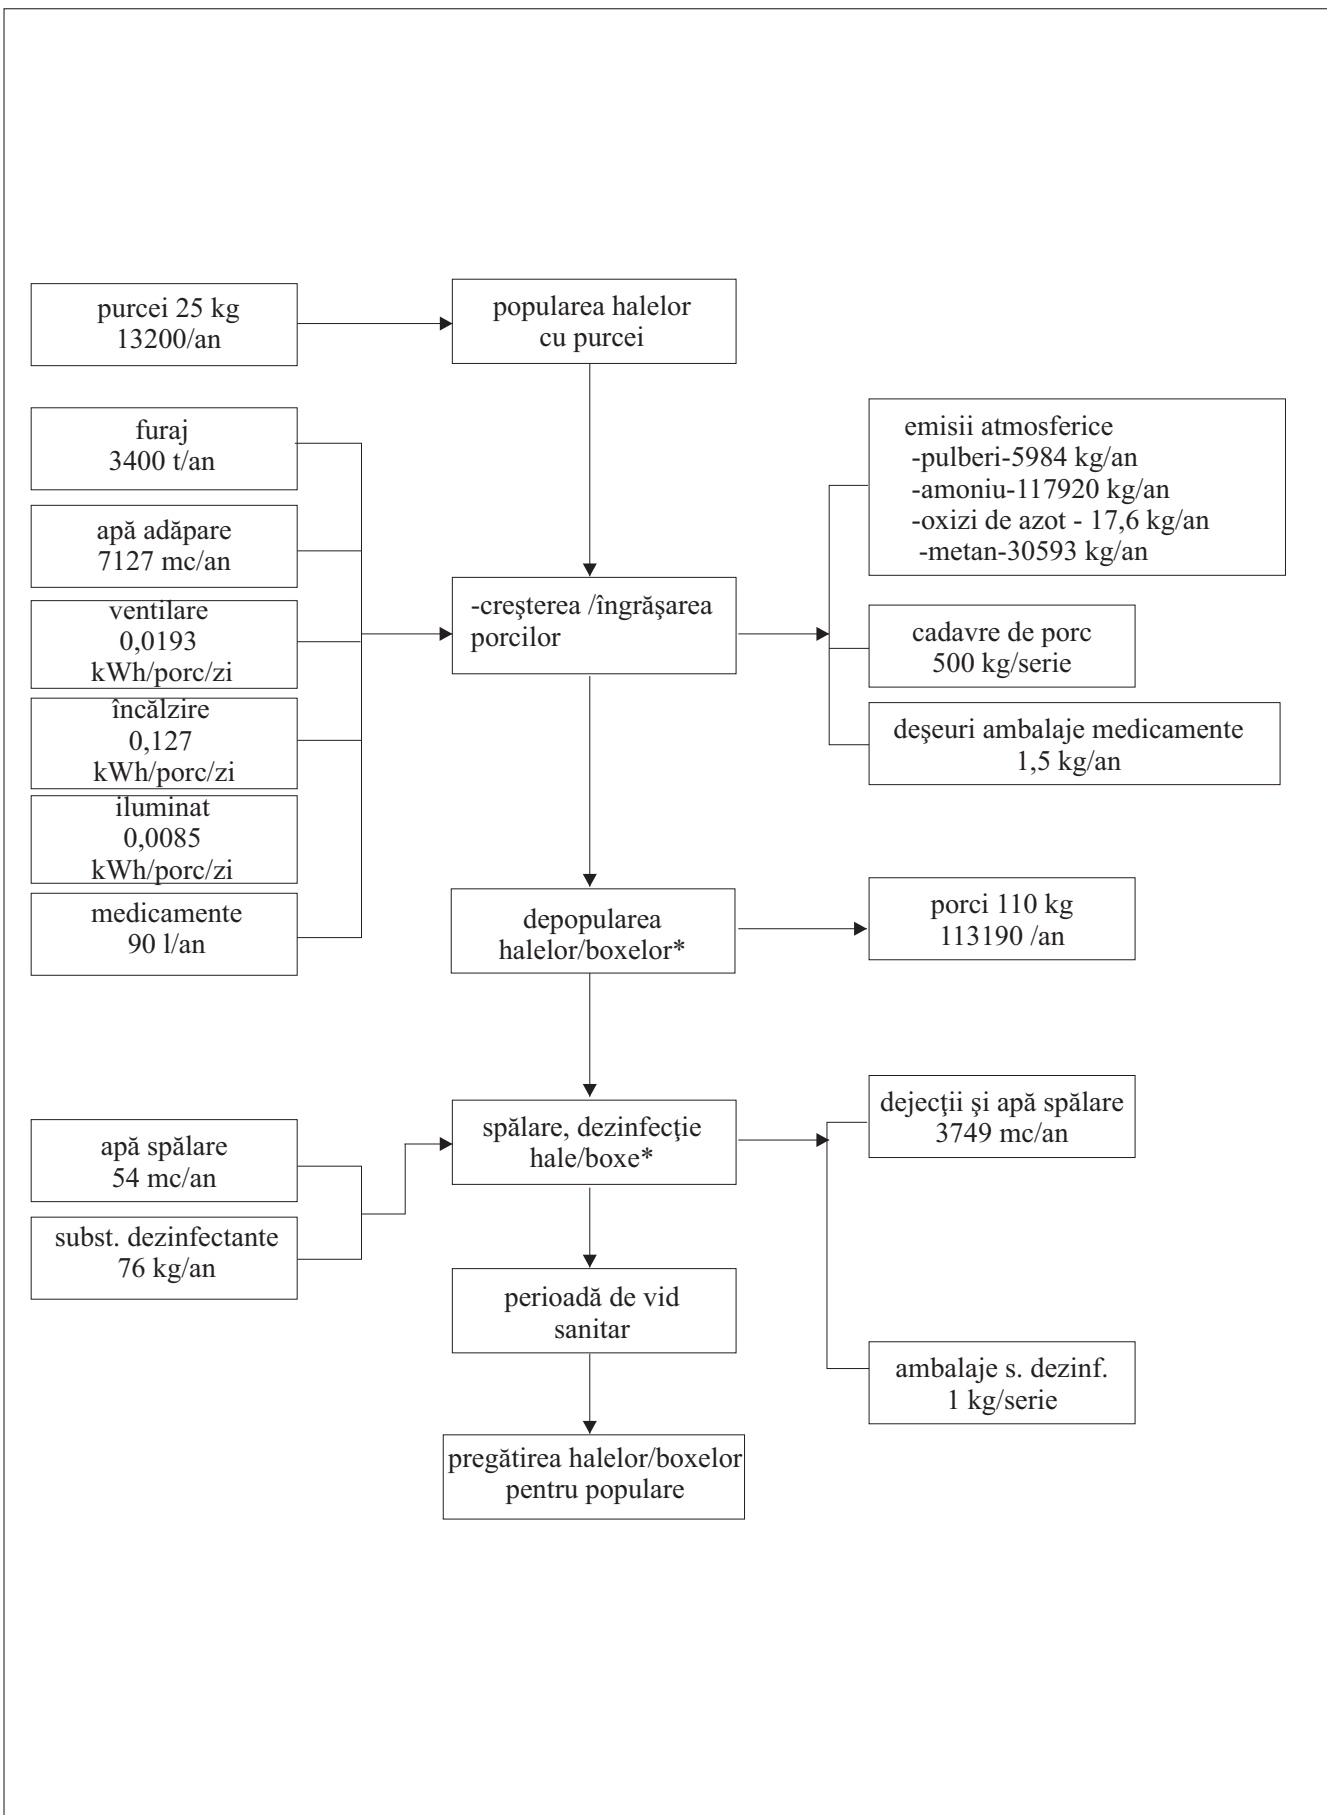 purcei 25 kg
13200/an
popularea halelor
cu purcei
furaj
3400 t/an
apă adăpare
7127 mc/an
ventilare
0,0193
kWh/porc/zi
încălzire
0,127
kWh/porc/zi
iluminat
0,0085
kWh/porc/zi
medicamente
90 l/an
-creşterea /îngrăşarea
porcilor
emisii atmosferice
-pulberi-5984 kg/an
-amoniu-117920 kg/an
-oxizi de azot - 17,6 kg/an
-metan-30593 kg/an
cadavre de porc
500 kg/serie
deşeuri ambalaje medicamente
1,5 kg/an
depopularea
halelor/boxelor*
porci 110 kg
113190 /an
apă spălare
54 mc/an
subst. dezinfectante
76 kg/an
spălare, dezinfecţie
hale/boxe*
dejecţii şi apă spălare
3749 mc/an
perioadă de vid
sanitar
ambalaje s. dezinf.
1 kg/serie
pregătirea halelor/boxelor
pentru populare